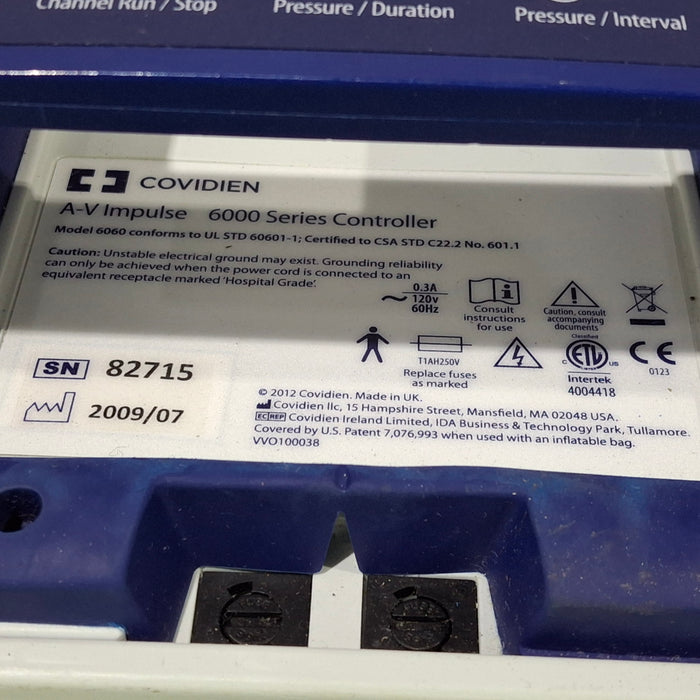 Channel Run / Stop
Pressure / Duration
Pressure / Interval
COVIDIEN
A-V Impulse 6000 Series Controller
Model 6060 conforms to UL STD 60601-1; Certified to CSA STD C22.2 No. 601.1
Caution: Unstable electrical ground may exist. Grounding reliability
can only be achieved when the power cord is connected to an
equivalent receptacle marked 'Hospital Grade'.
0.3A
120v
60Hz
Consult
instructions
for use
Caution, consult
accompanying
documents
T1AH250V
Replace fuses
as marked
Classified
ETL
US
Intertek
4004418
CE
0123
SN 82715
2009/07
© 2012 Covidien. Made in UK.
Covidien llc, 15 Hampshire Street, Mansfield, MA 02048 USA.
EC REP Covidien Ireland Limited, IDA Business & Technology Park, Tullamore.
Covered by U.S. Patent 7,076,993 when used with an inflatable bag.
VVO100038